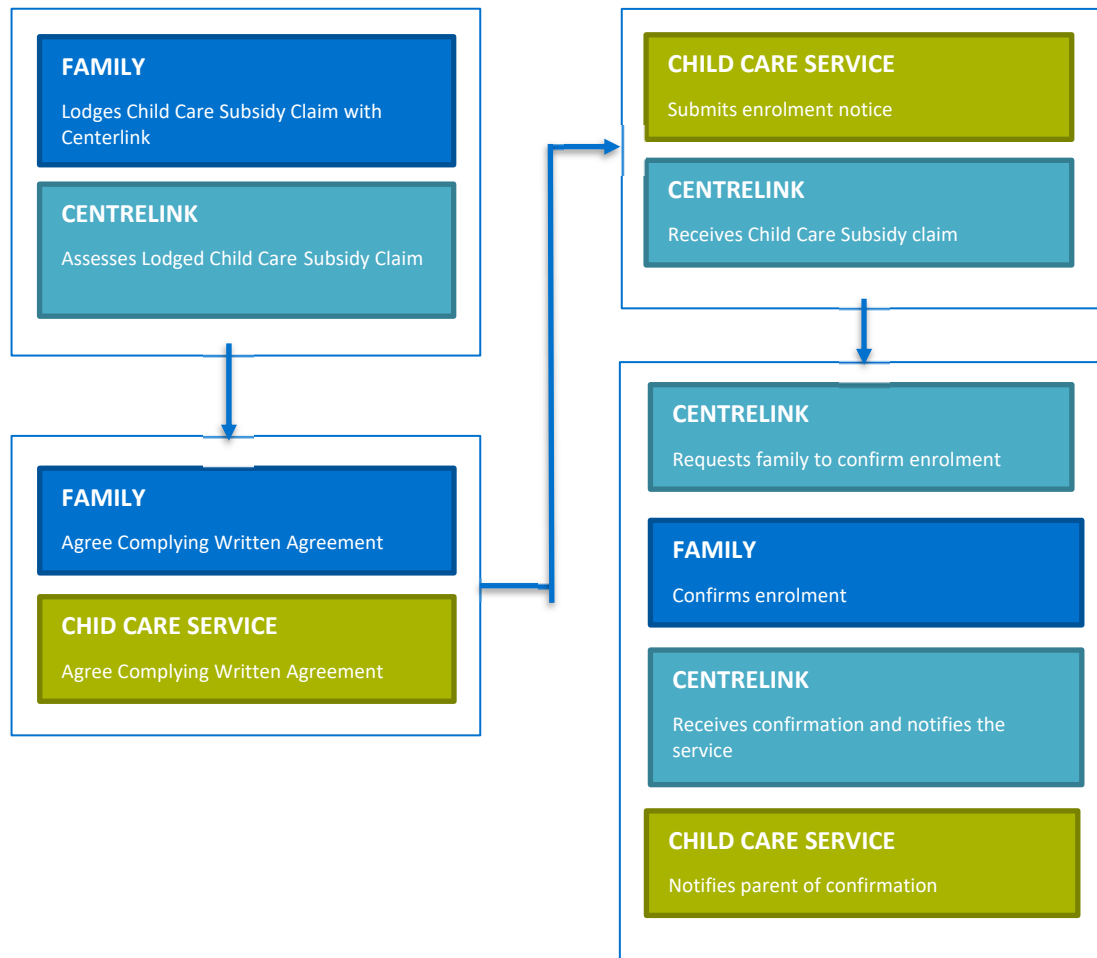 FAMILY
Lodges Child Care Subsidy Claim with
Centerlink
CENTRELINK
Assesses Lodged Child Care Subsidy Claim
FAMILY
Agree Complying Written Agreement
CHID CARE SERVICE
Agree Complying Written Agreement
CHILD CARE SERVICE
Submits enrolment notice
CENTRELINK
Receives Child Care Subsidy claim
CENTRELINK
Requests family to confirm enrolment
FAMILY
Confirms enrolment
CENTRELINK
Receives confirmation and notifies the
service
CHILD CARE SERVICE
Notifies parent of confirmation